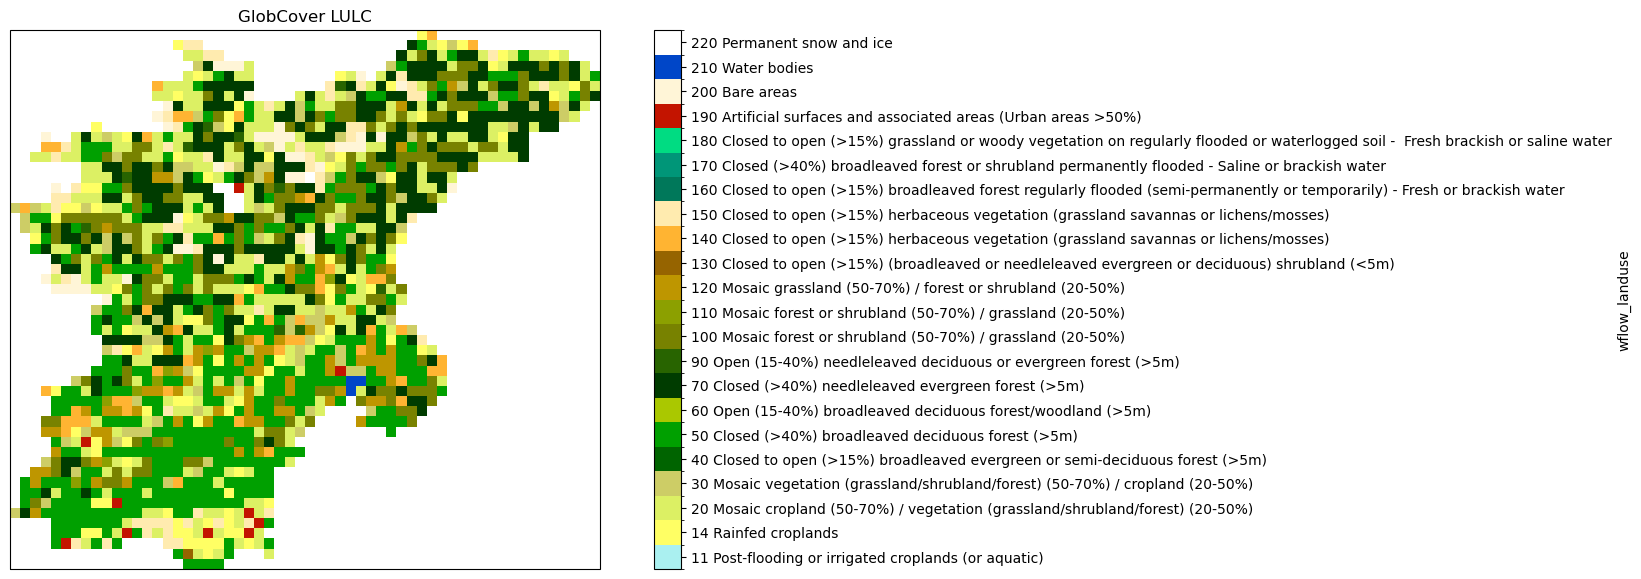 GlobCover LULC
220 Permanent snow and ice
210 Water bodies
200 Bare areas
190 Artificial surfaces and associated areas (Urban areas >50%)
180 Closed to open (>15%) grassland or woody vegetation on regularly flooded or waterlogged soil -  Fresh brackish or saline water
170 Closed (>40%) broadleaved forest or shrubland permanently flooded - Saline or brackish water
160 Closed to open (>15%) broadleaved forest regularly flooded (semi-permanently or temporarily) - Fresh or brackish water
150 Closed to open (>15%) herbaceous vegetation (grassland savannas or lichens/mosses)
140 Closed to open (>15%) herbaceous vegetation (grassland savannas or lichens/mosses)
130 Closed to open (>15%) (broadleaved or needleleaved evergreen or deciduous) shrubland (<5m)
120 Mosaic grassland (50-70%) / forest or shrubland (20-50%)
110 Mosaic forest or shrubland (50-70%) / grassland (20-50%)
100 Mosaic forest or shrubland (50-70%) / grassland (20-50%)
90 Open (15-40%) needleleaved deciduous or evergreen forest (>5m)
70 Closed (>40%) needleleaved evergreen forest (>5m)
60 Open (15-40%) broadleaved deciduous forest/woodland (>5m)
50 Closed (>40%) broadleaved deciduous forest (>5m)
40 Closed to open (>15%) broadleaved evergreen or semi-deciduous forest (>5m)
30 Mosaic vegetation (grassland/shrubland/forest) (50-70%) / cropland (20-50%)
20 Mosaic cropland (50-70%) / vegetation (grassland/shrubland/forest) (20-50%)
14 Rainfed croplands
11 Post-flooding or irrigated croplands (or aquatic)
wflow_landuse